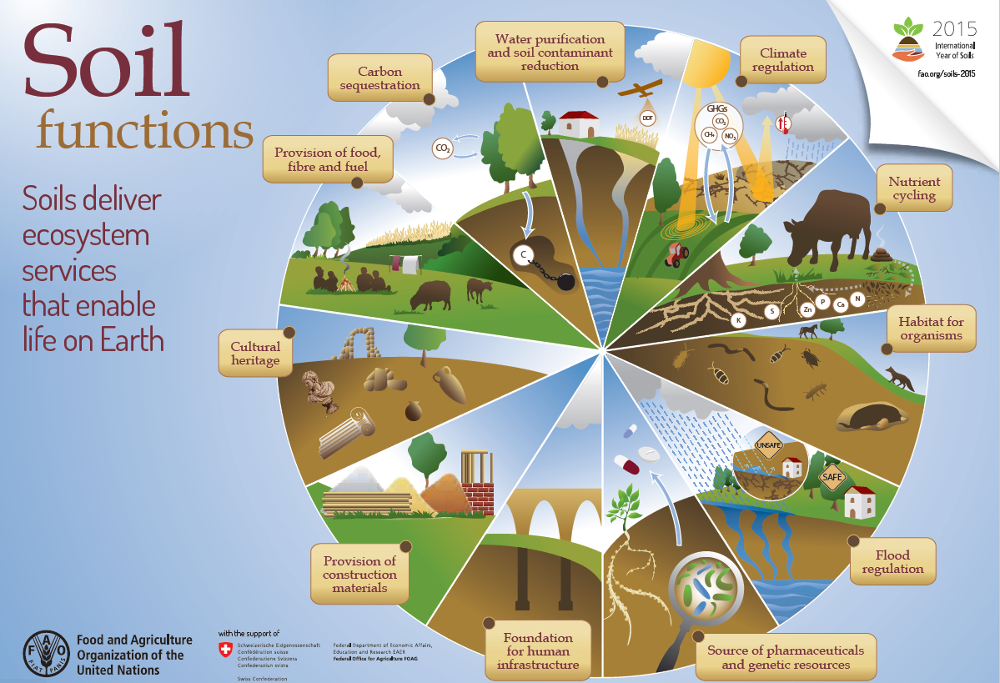 Soil
functions
Soils deliver
ecosystem
services
that enable
life on Earth
2015
International
Year of Soils
fao.org/soils-2015
Water purification
and soil contaminant
reduction
Climate
regulation
Carbon
sequestration
Provision of food,
fibre and fuel
Nutrient
cycling
Habitat for
organisms
Cultural
heritage
Flood
regulation
Provision of
construction
materials
Foundation
for human
infrastructure
Source of pharmaceuticals
and genetic resources
DDT
GHGs
CO₂
CH₄
NO₃
CO₂
C
K
S
Zn
P
Ca
N
UNSAFE
SAFE
FAO
FIAT PANIS
Food and Agriculture
Organization of the
United Nations
with the support of
Schweizerische Eidgenossenschaft
Confédération suisse
Confederazione Svizzera
Confederaziun svizra
Swiss Confederation
Federal Department of Economic Affairs,
Education and Research EAER
Federal Office for Agriculture FOAG